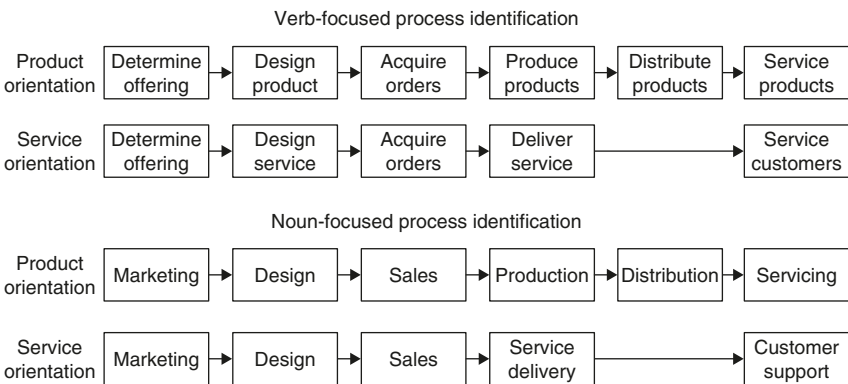 Verb-focused process identification
Product orientation
Determine offering
Design product
Acquire orders
Produce products
Distribute products
Service products
Service orientation
Determine offering
Design service
Acquire orders
Deliver service
Service customers
Noun-focused process identification
Product orientation
Marketing
Design
Sales
Production
Distribution
Servicing
Service orientation
Marketing
Design
Sales
Service delivery
Customer support